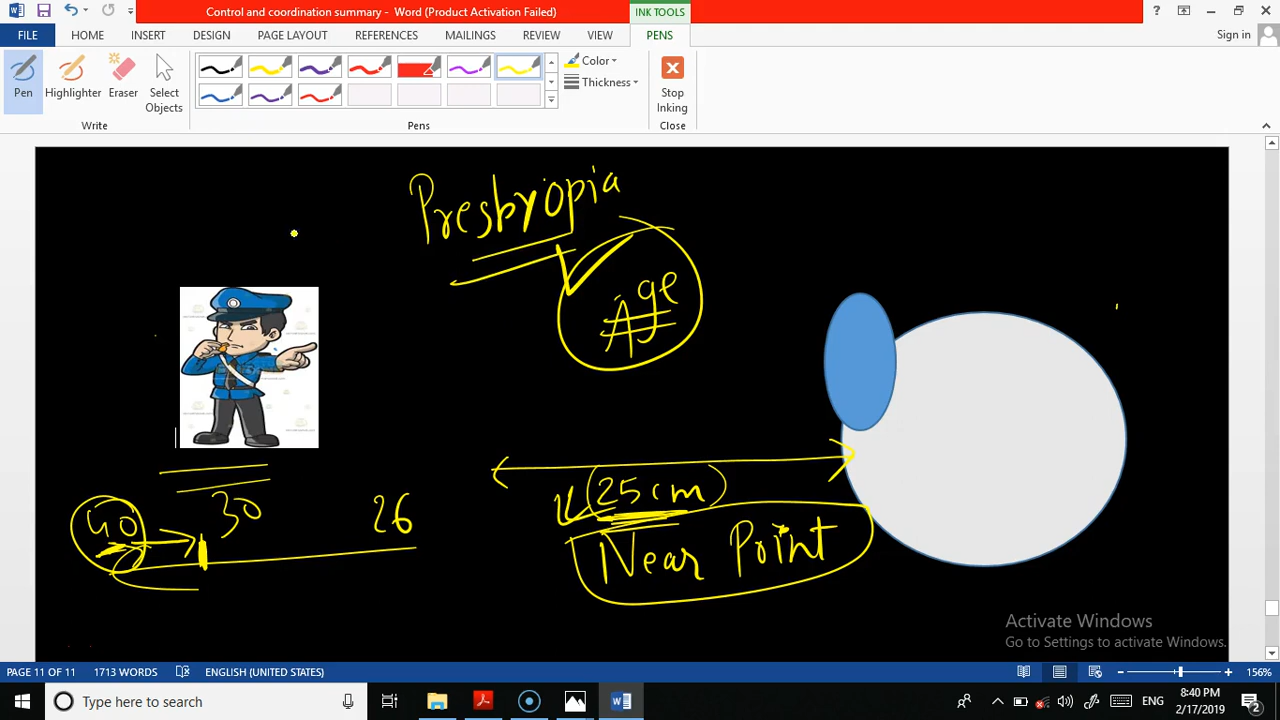 Control and coordination summary - Word (Product Activation Failed)
INK TOOLS
FILE HOME INSERT DESIGN PAGE LAYOUT REFERENCES MAILINGS REVIEW VIEW PENS
Sign in
Pen Highlighter Eraser Select Objects
Color
Thickness
Stop Inking
Write
Pens
Close
Presbyopia
Age
25 cm
Near Point
40 30 26
Activate Windows
Go to Settings to activate Windows.
PAGE 11 OF 11 1713 WORDS ENGLISH (UNITED STATES)
156%
Type here to search
ENG
8:40 PM
2/17/2019
2